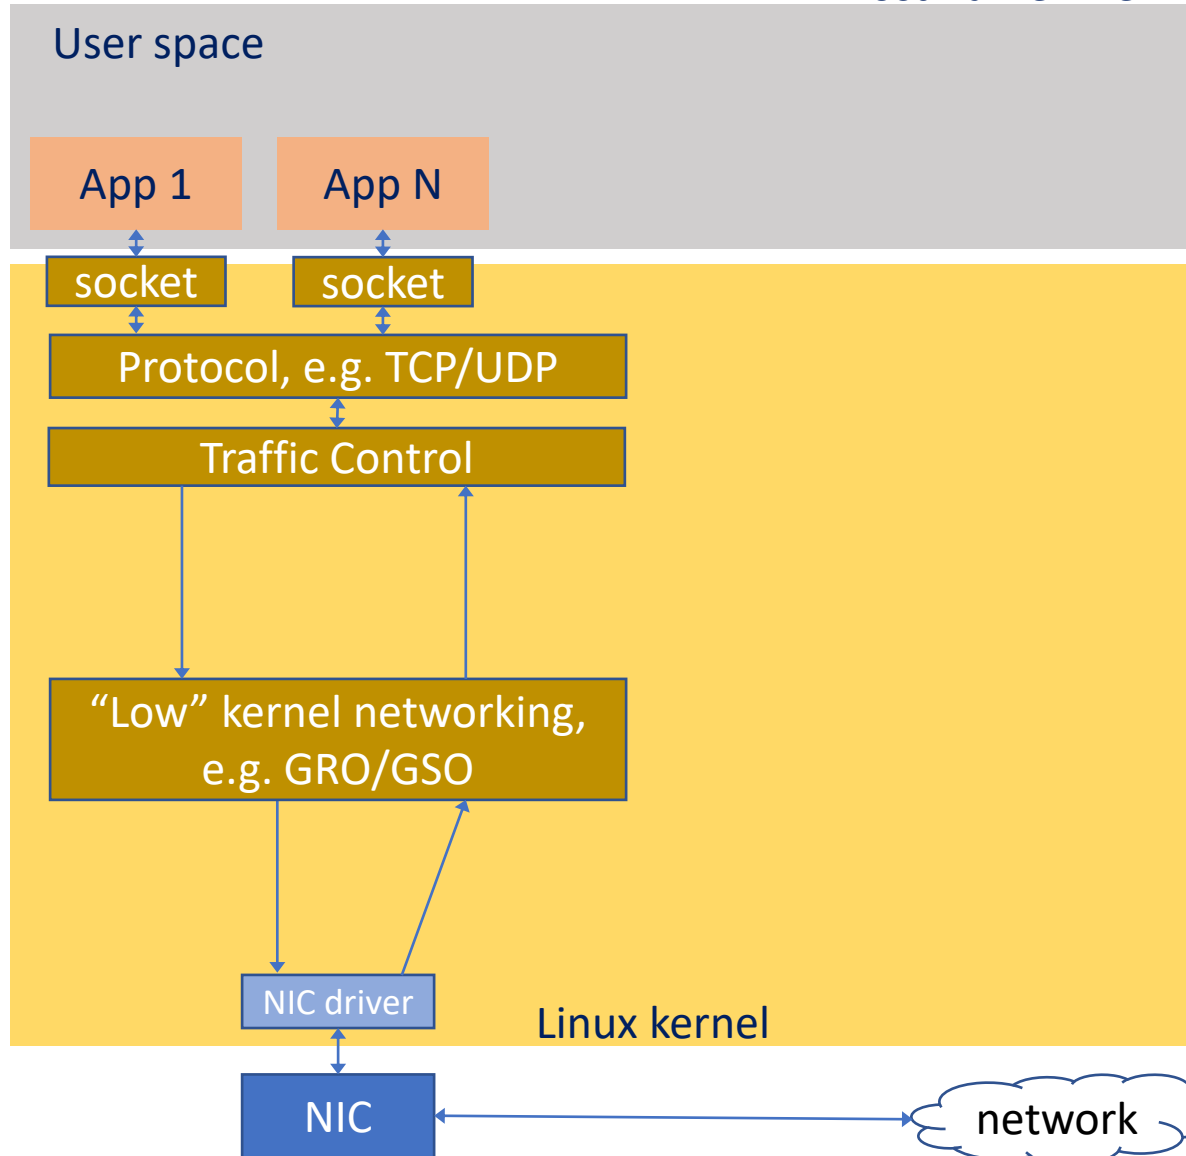 User space
App 1
App N
socket
socket
Protocol, e.g. TCP/UDP
Traffic Control
“Low” kernel networking,
e.g. GRO/GSO
NIC driver
Linux kernel
NIC
network